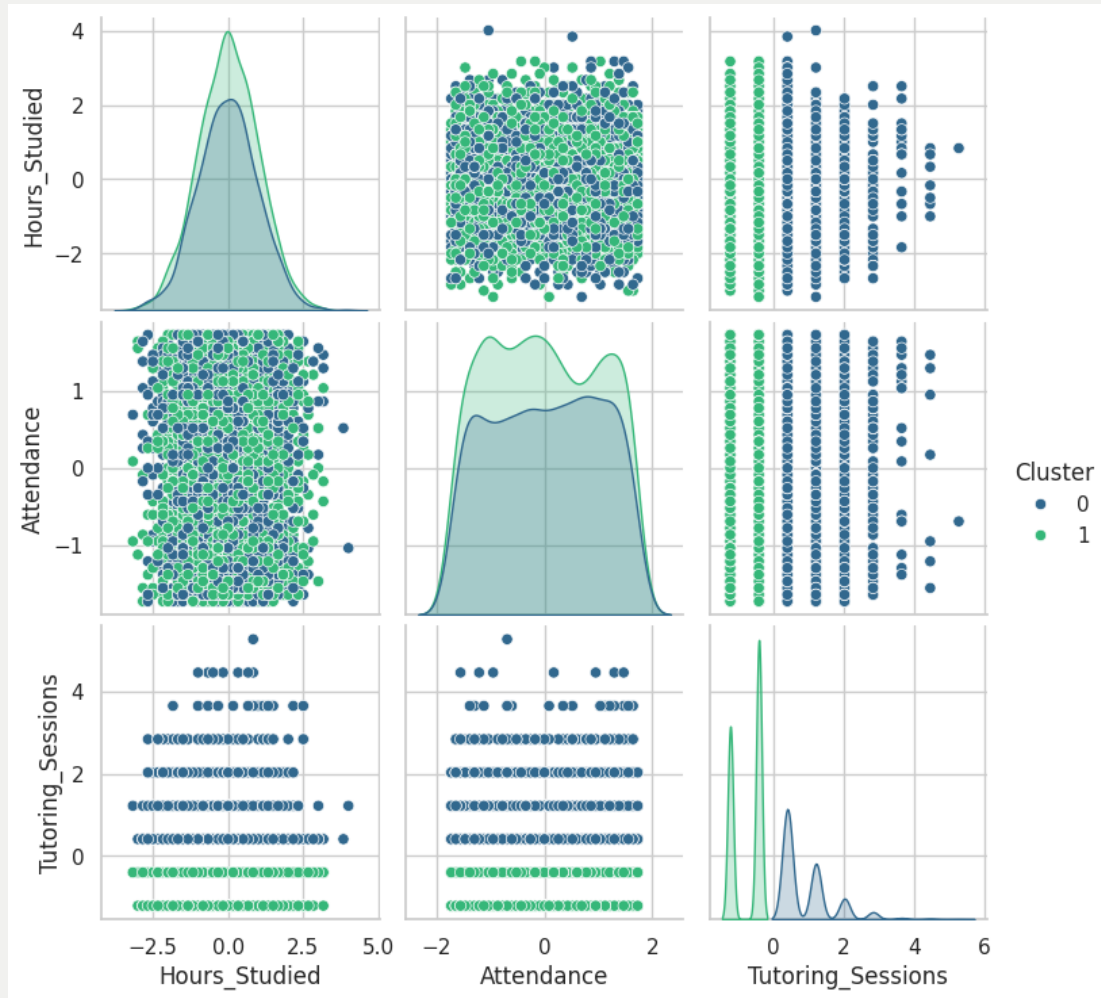 4
2
0
−2
Hours_Studied
1
0
−1
Attendance
Cluster
0
1
4
2
0
Tutoring_Sessions
−2.5 0.0 2.5 5.0
Hours_Studied
−2 0 2
Attendance
0 2 4 6
Tutoring_Sessions